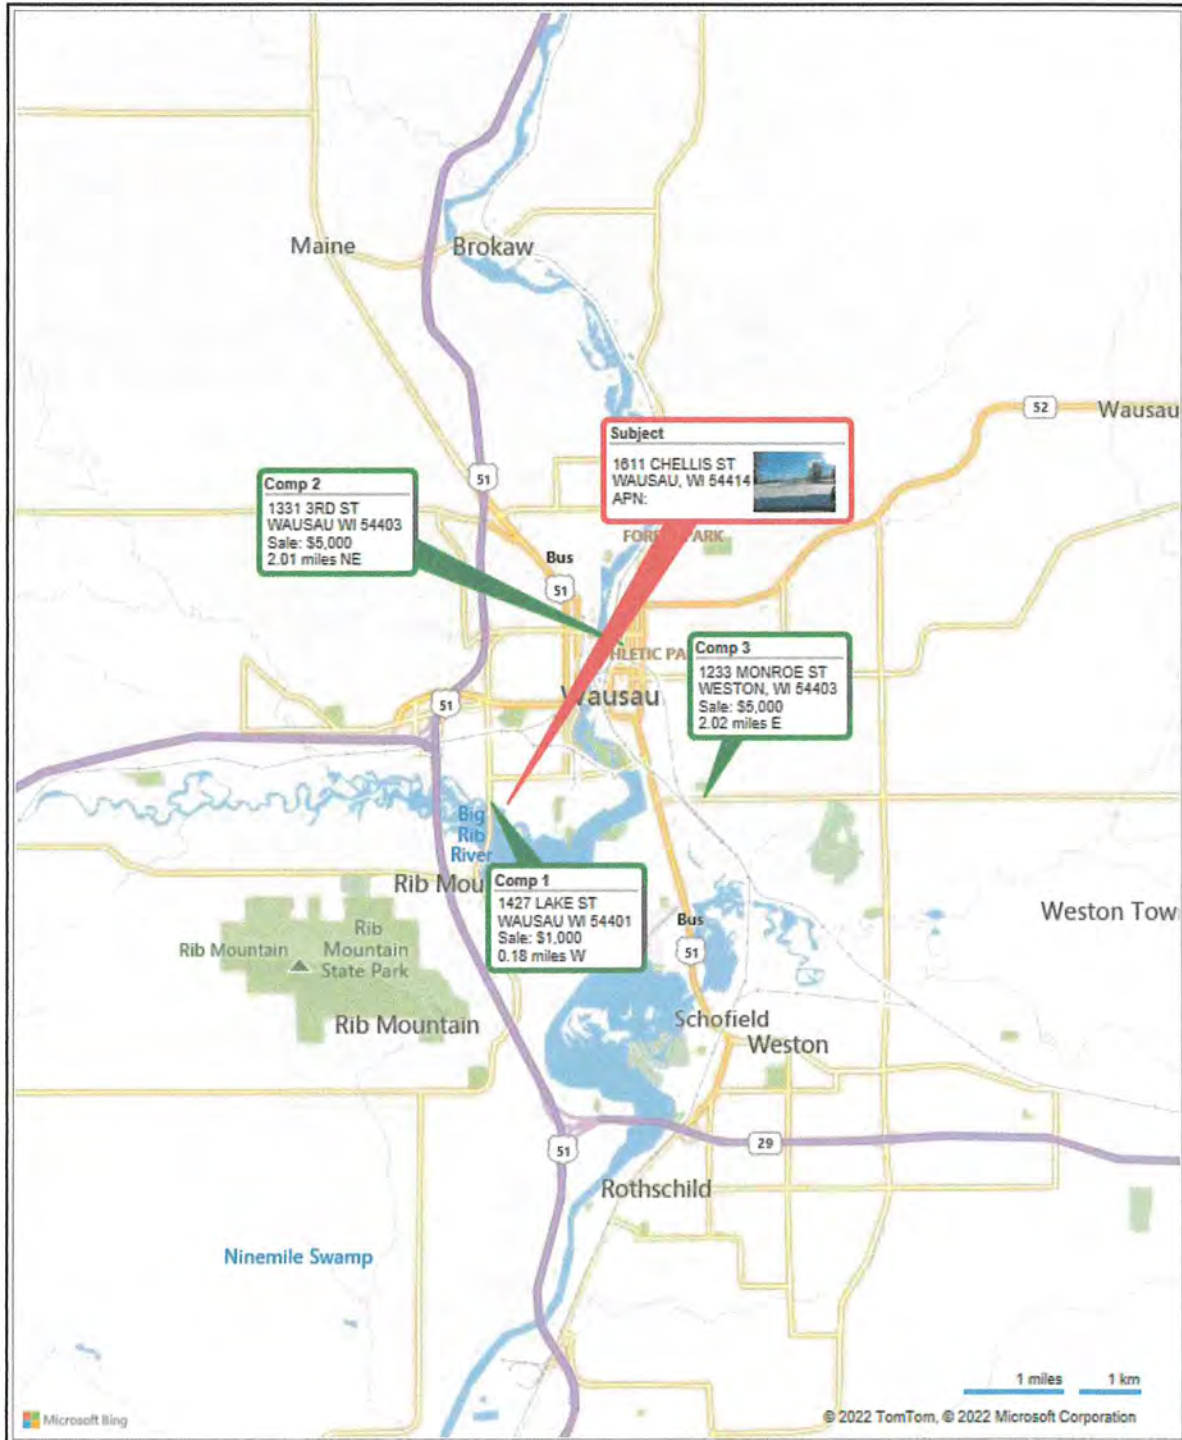 Maine
Brokaw
52
Wausau
Subject
1611 CHELLIS ST
WAUSAU, WI 54414
APN:
51
Comp 2
1331 3RD ST
WAUSAU WI 54403
Sale: $5,000
2.01 miles NE
Bus
51
Comp 3
1233 MONROE ST
WESTON, WI 54403
Sale: $5,000
2.02 miles E
Wausau
51
Big
Rib
River
Rib Mou
Comp 1
1427 LAKE ST
WAUSAU WI 54401
Sale: $1,000
0.18 miles W
Bus
51
Weston Tow
Rib Mountain
Rib
Mountain
State Park
Rib Mountain
Schofield
Weston
51
29
Rothschild
Ninemile Swamp
1 miles
1 km
Microsoft Bing
© 2022 TomTom, © 2022 Microsoft Corporation